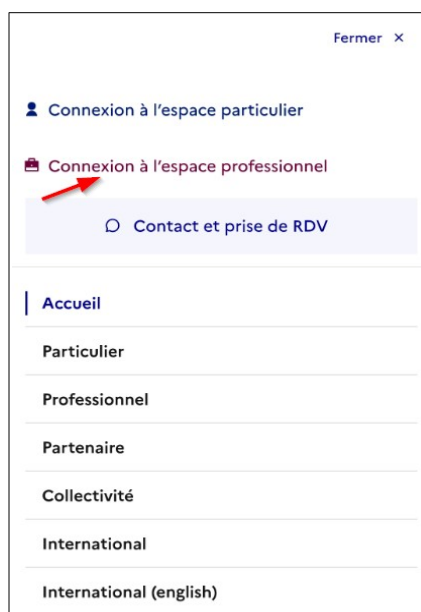 Fermer ×
Connexion à l’espace particulier
Connexion à l’espace professionnel
Contact et prise de RDV
Accueil
Particulier
Professionnel
Partenaire
Collectivité
International
International (english)